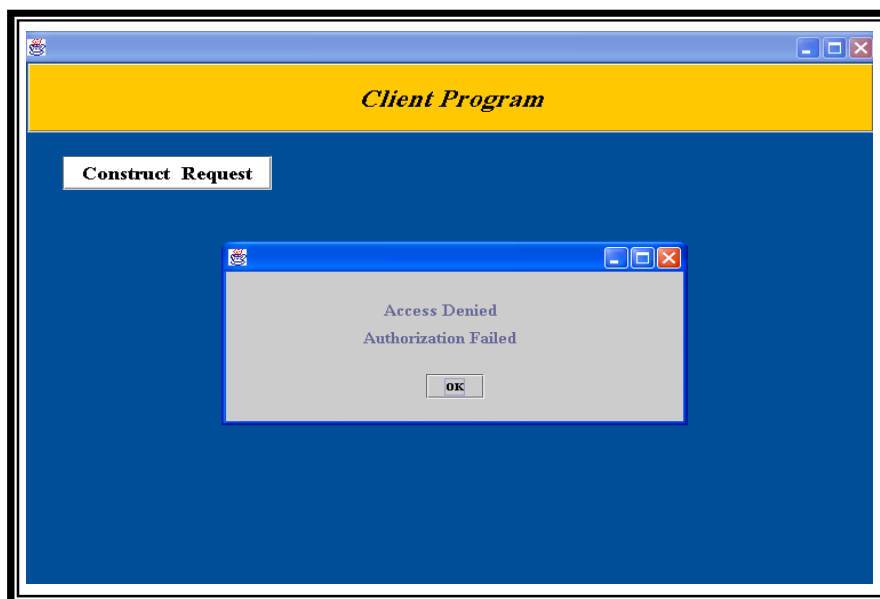 Client Program
Construct Request
Access Denied
Authorization Failed
OK